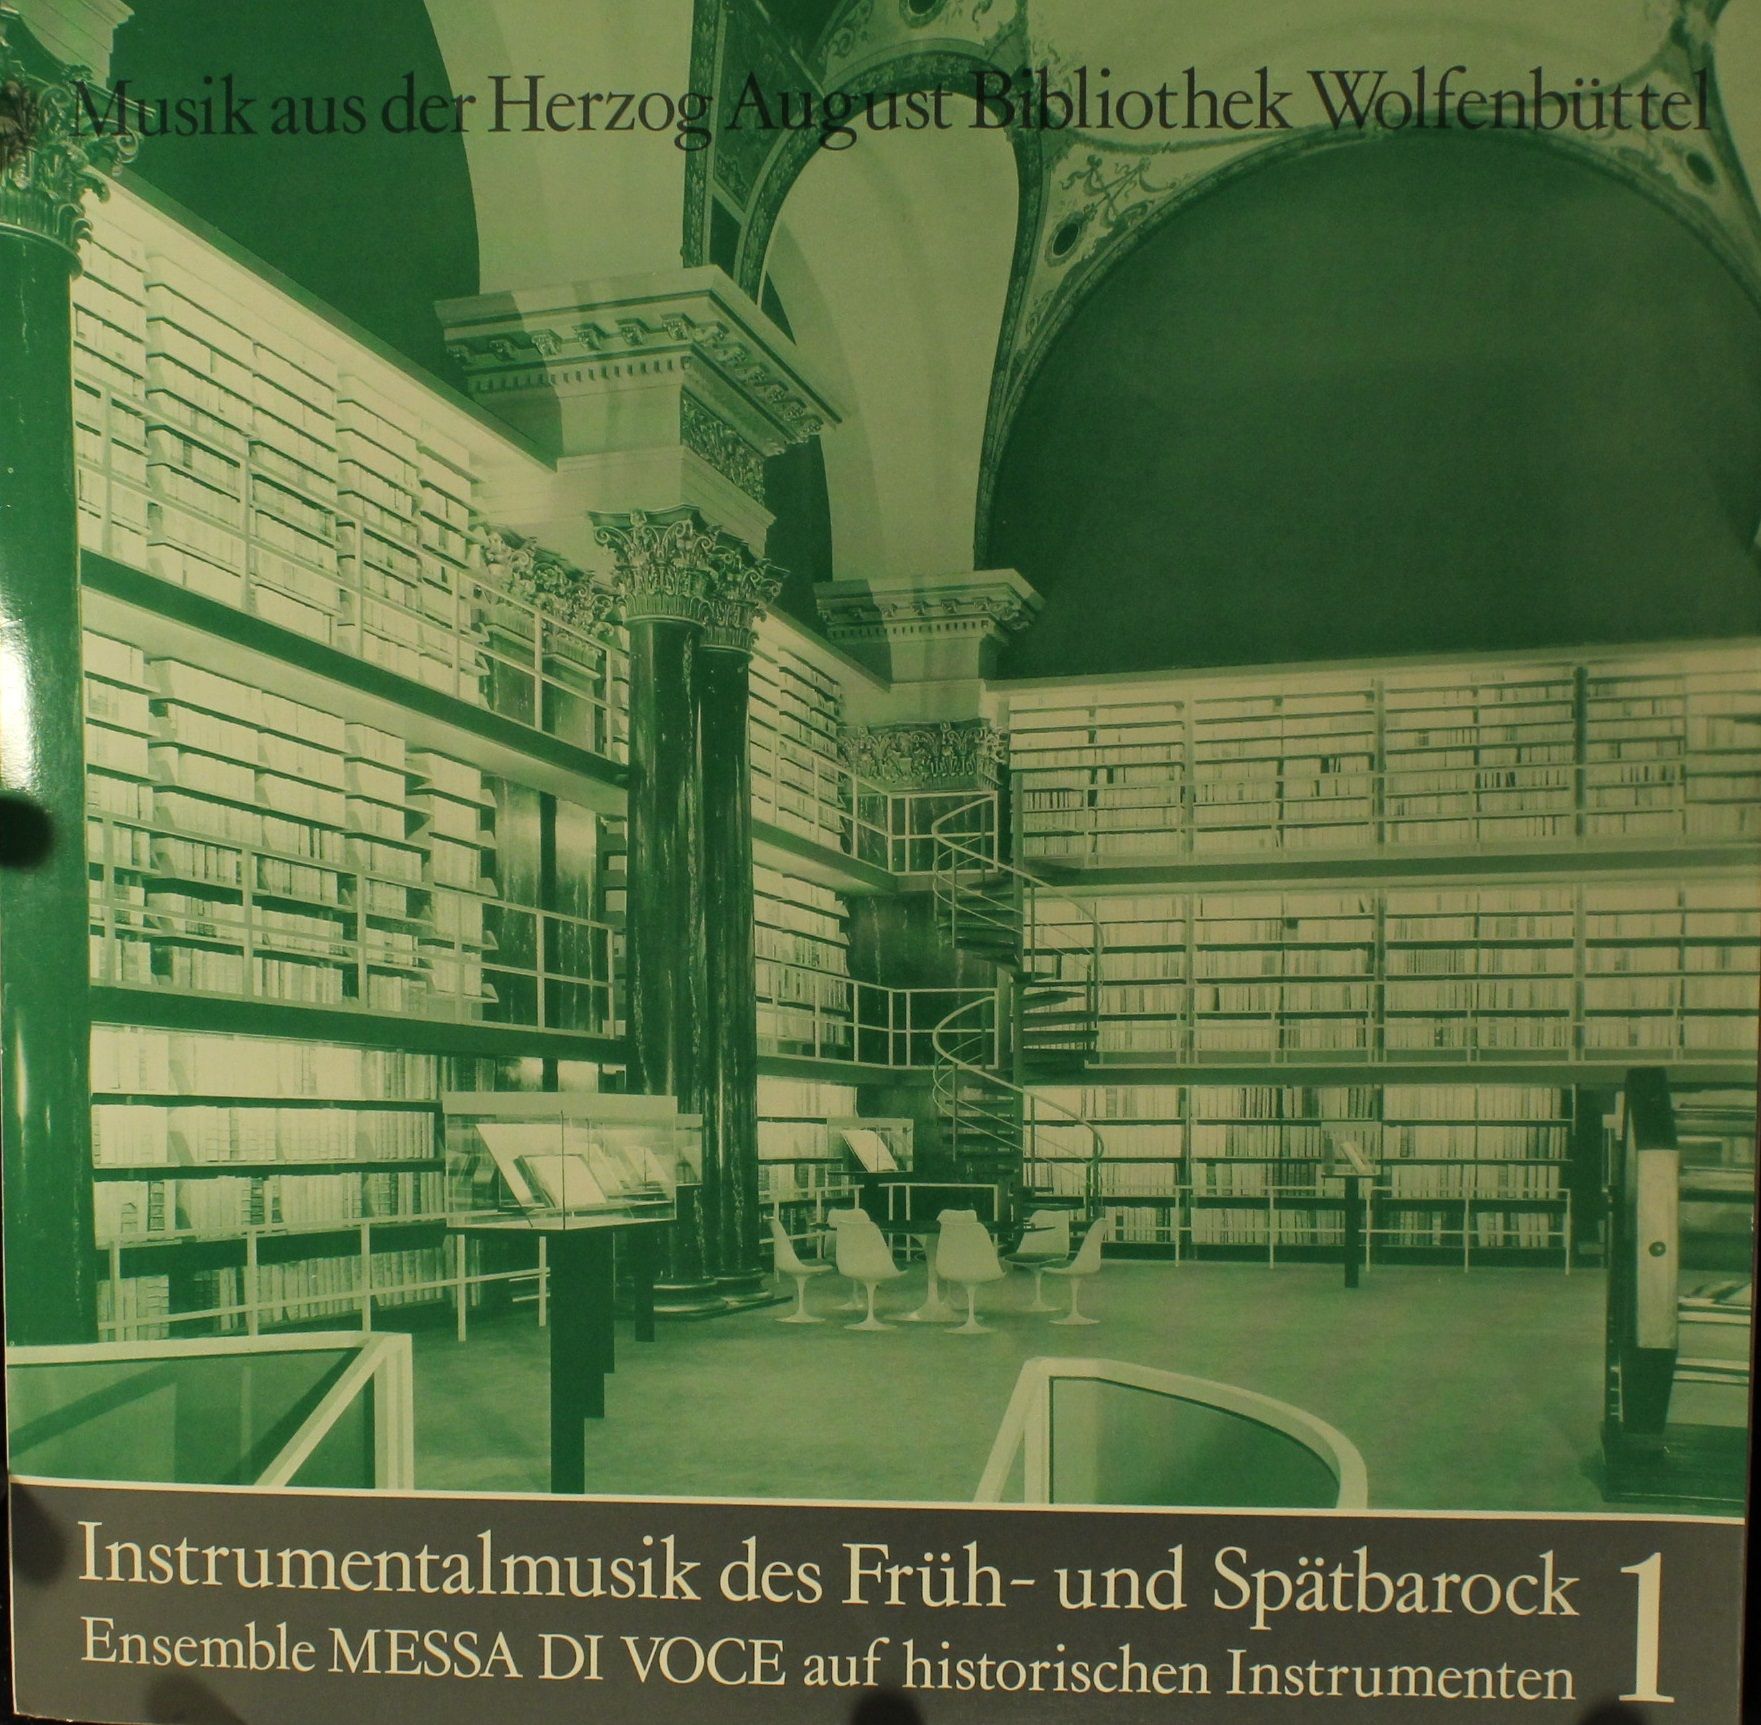 Musik aus der Herzog August Bibliothek Wolfenbüttel
Instrumentalmusik des Früh- und Spätbarock 1
Ensemble MESSA DI VOCE auf historischen Instrumenten